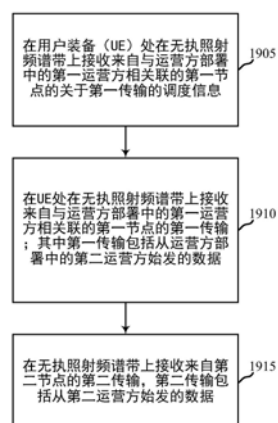 在用户装备（UE）处在无执照射
频谱带上接收来自与运营方部署
中的第一运营方相关联的第一节
点的关于第一传输的调度信息
1905
在UE处在无执照射频谱带上接收
来自与运营方部署中的第一运营
方相关联的第一节点的第一传输
；其中第一传输包括从运营方部
署中的第二运营方始发的数据
1910
在无执照射频谱带上接收来自第
二节点的第二传输，第二传输包
括从第二运营方始发的数据
1915